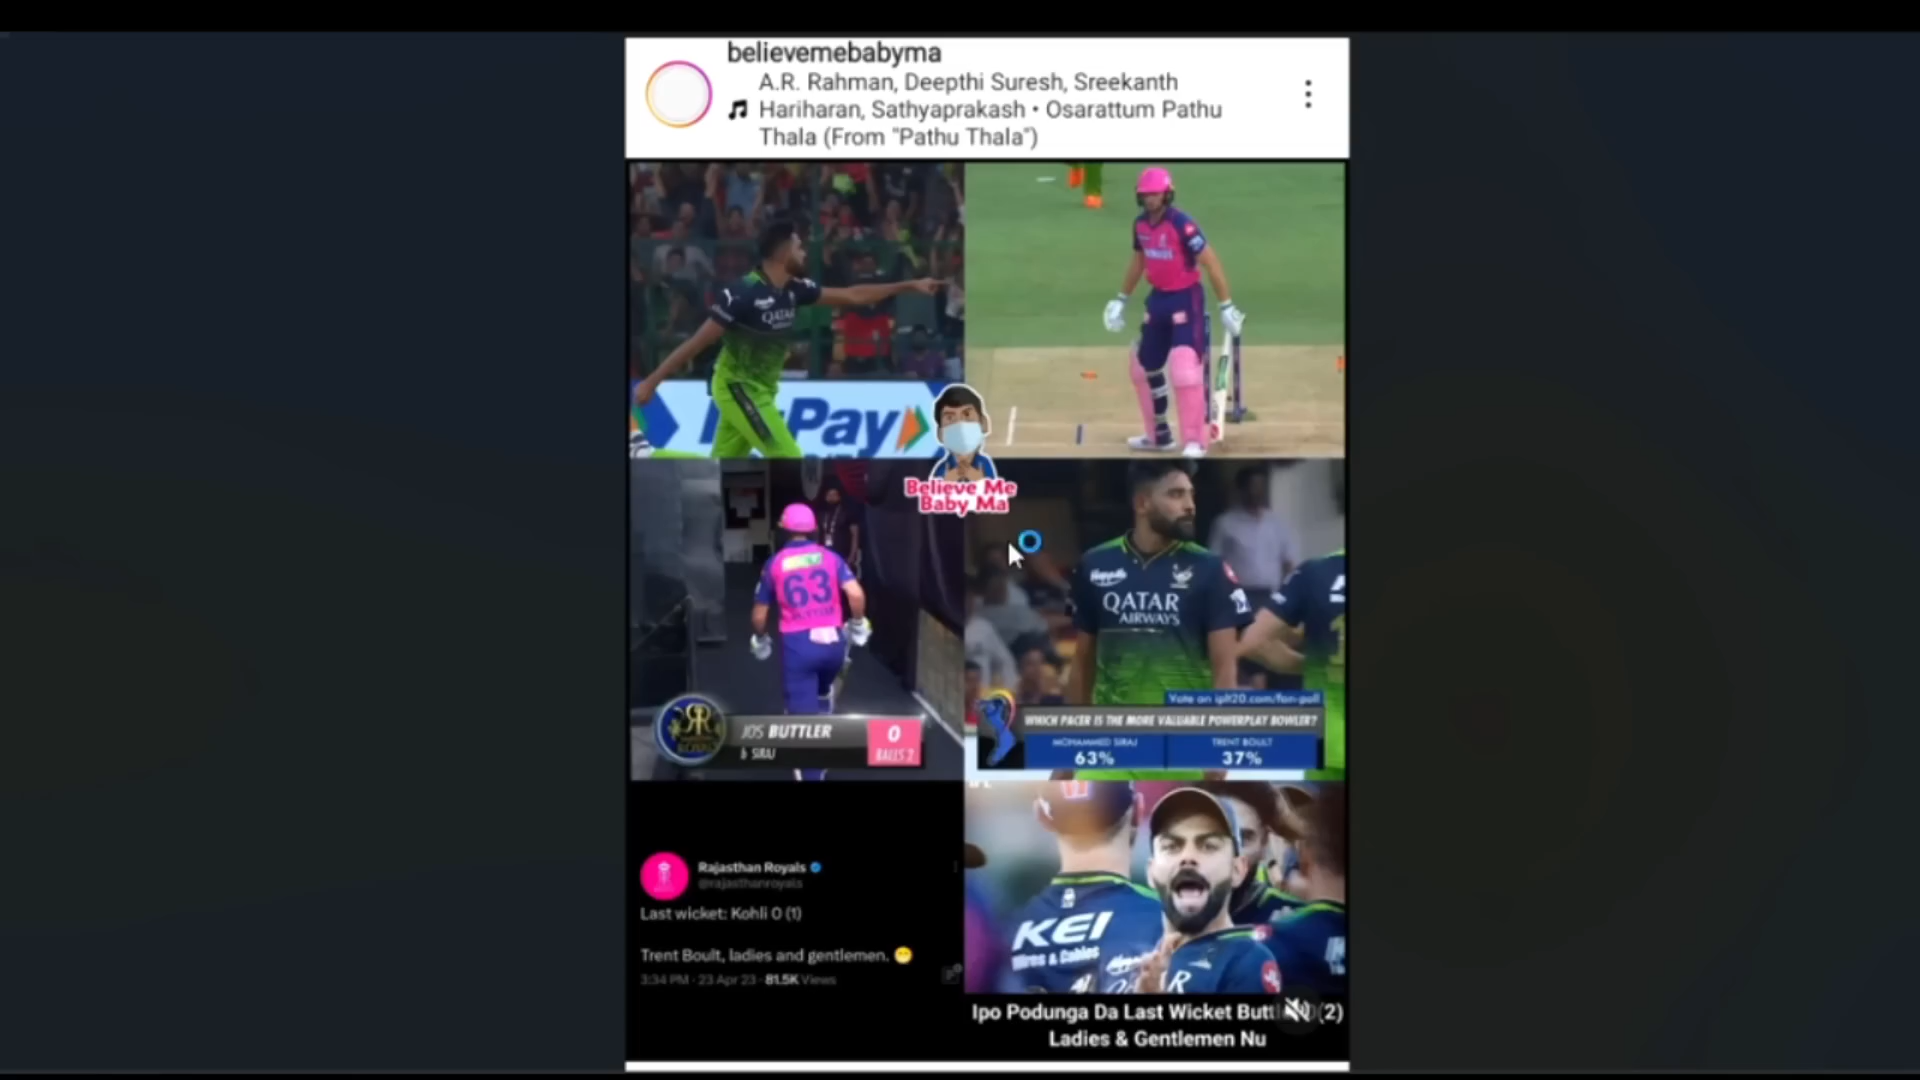 believemebabyma
A.R. Rahman, Deepthi Suresh, Sreekanth
Hariharan, Sathyaprakash • Osarattum Pathu
Thala (From "Pathu Thala")
QATAR
Pay
Believe Me
Baby Ma
63
JOS BUTTLER
b SIRAJ
0
BALLS 2
QATAR
AIRWAYS
Vote on iplt20.com/fan-poll
WHICH PACER IS THE MORE VALUABLE POWERPLAY BOWLER?
MOHAMMED SIRAJ
63%
TRENT BOULT
37%
Rajasthan Royals
@rajasthanroyals
Last wicket: Kohli 0 (1)
Trent Boult, ladies and gentlemen. 😁
3:34 PM · 23 Apr 23 · 81.5K Views
KEI
Wires & Cables
Ipo Podunga Da Last Wicket (2)
Ladies & Gentlemen Nu